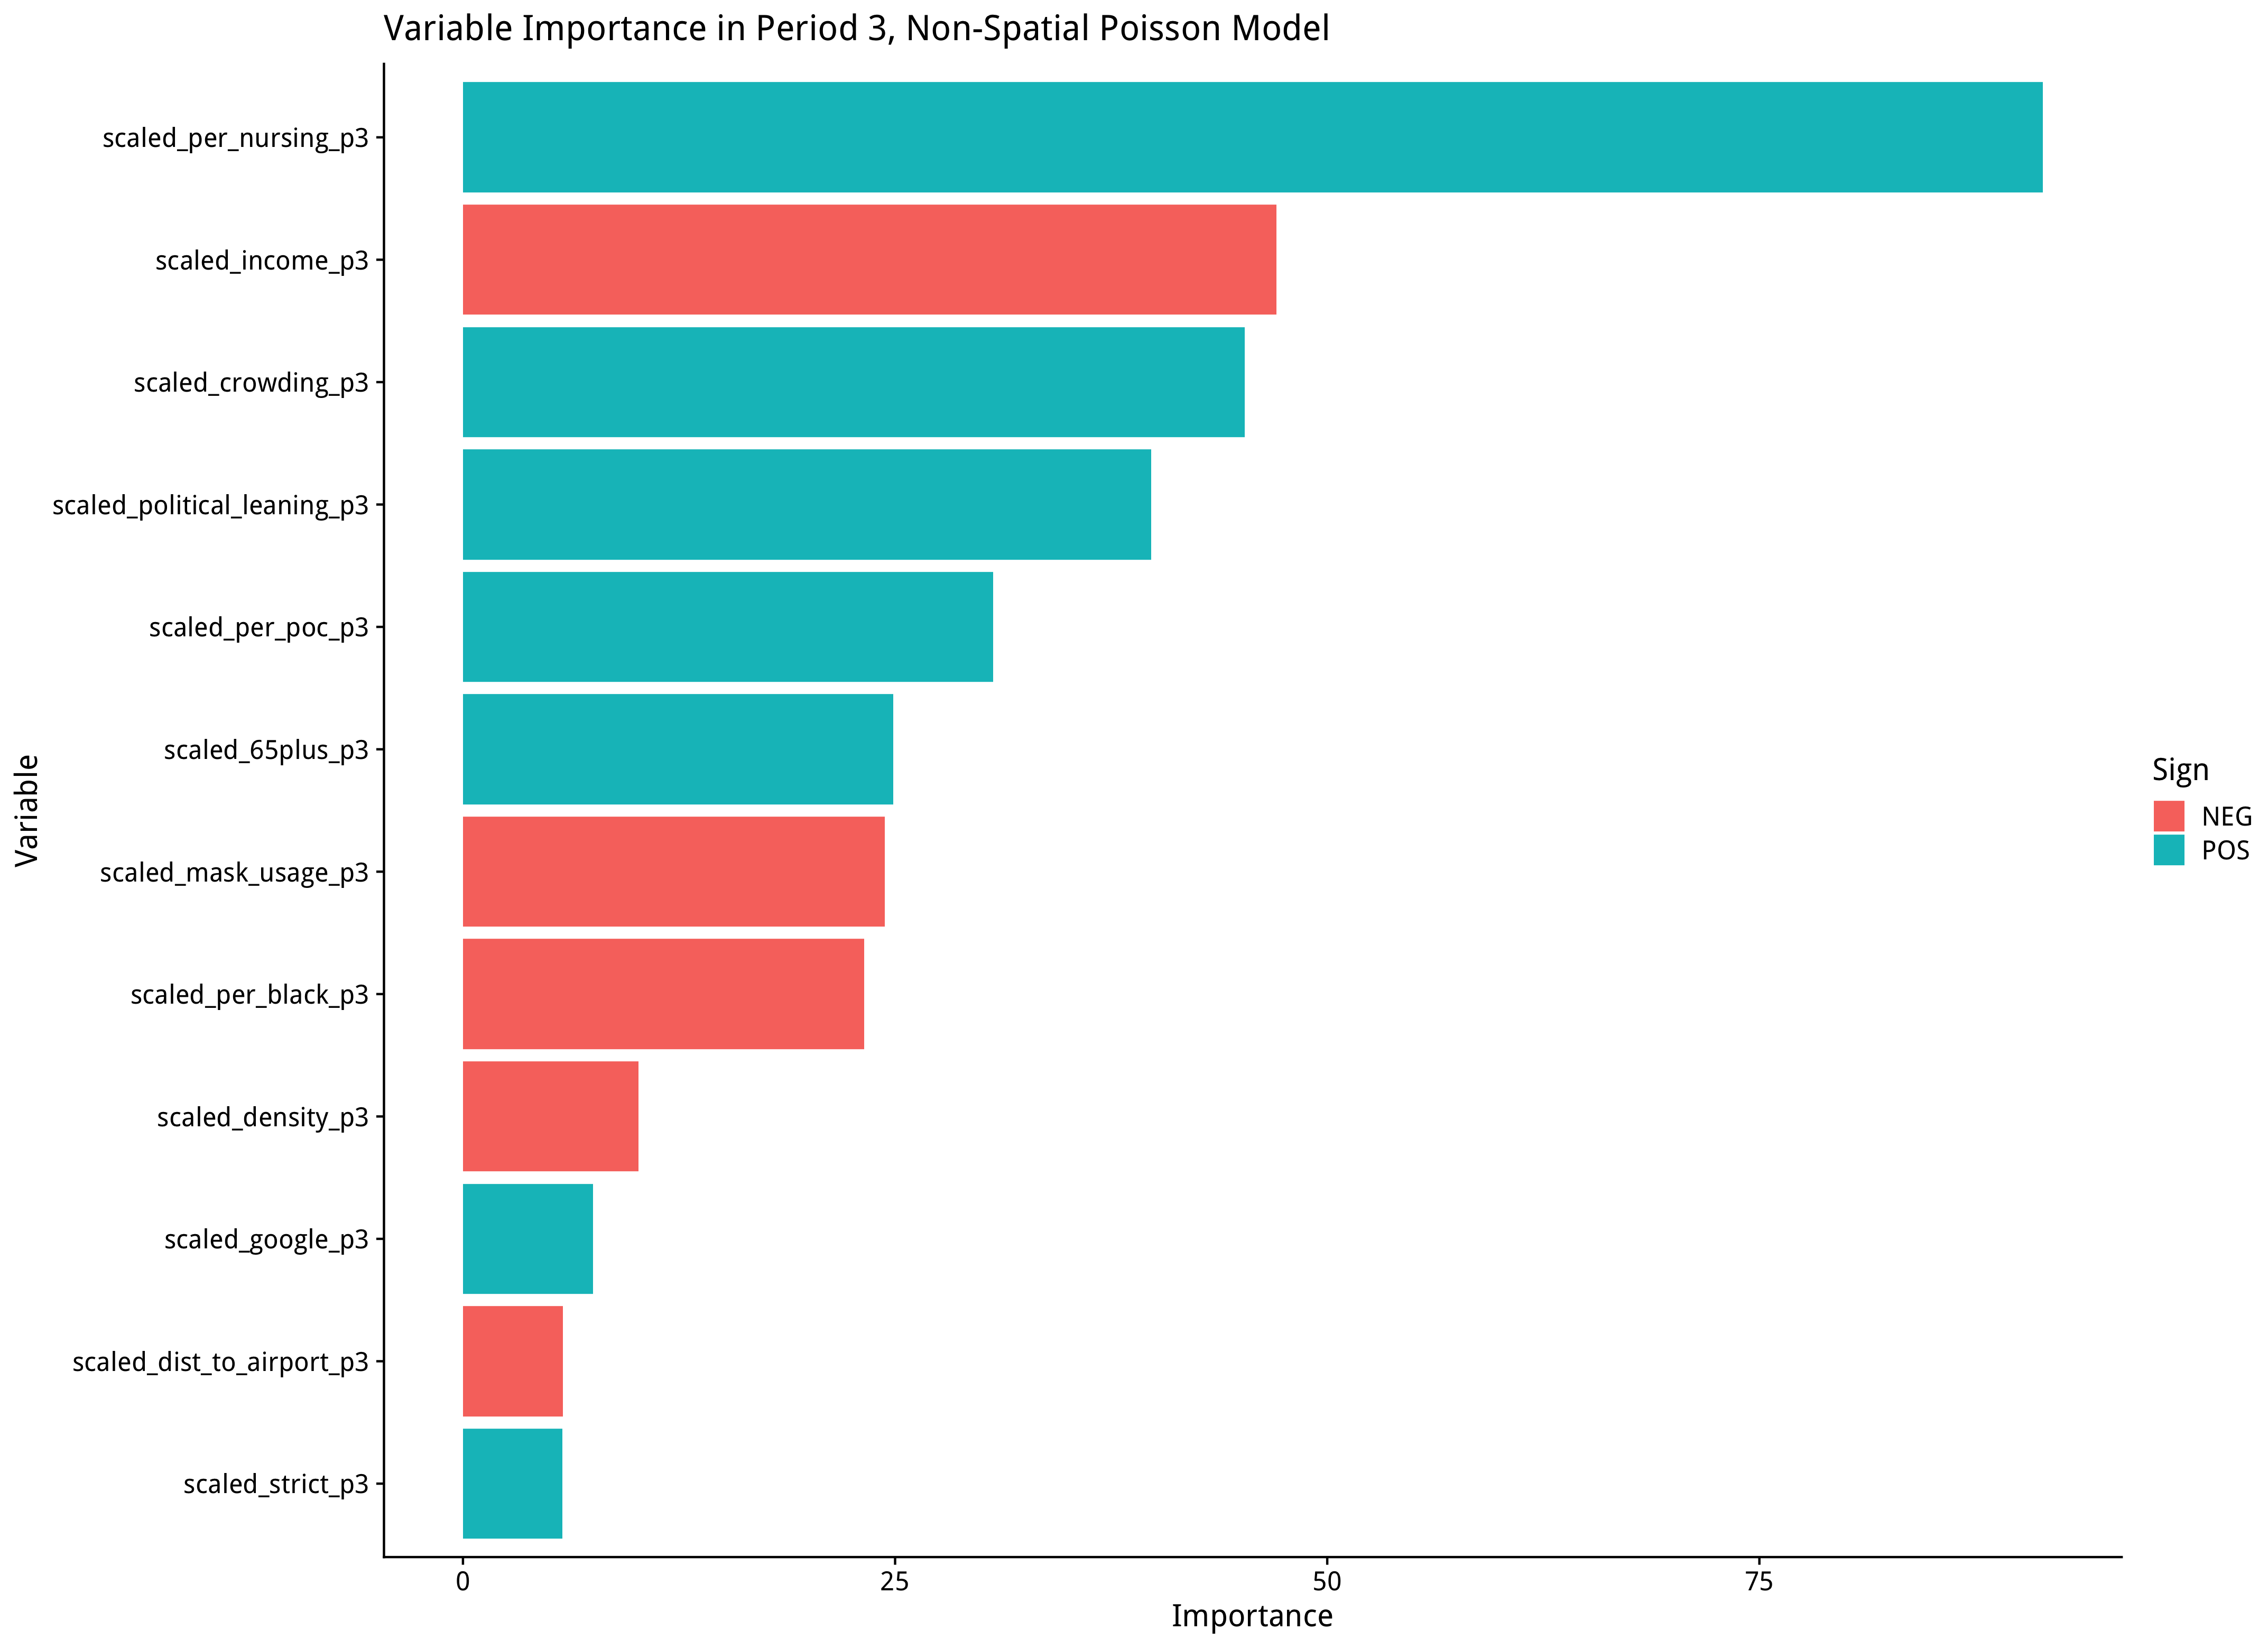 Variable Importance in Period 3, Non-Spatial Poisson Model
Variable
scaled_per_nursing_p3
scaled_income_p3
scaled_crowding_p3
scaled_political_leaning_p3
scaled_per_poc_p3
scaled_65plus_p3
scaled_mask_usage_p3
scaled_per_black_p3
scaled_density_p3
scaled_google_p3
scaled_dist_to_airport_p3
scaled_strict_p3
0 25 50 75
Importance
Sign
NEG
POS